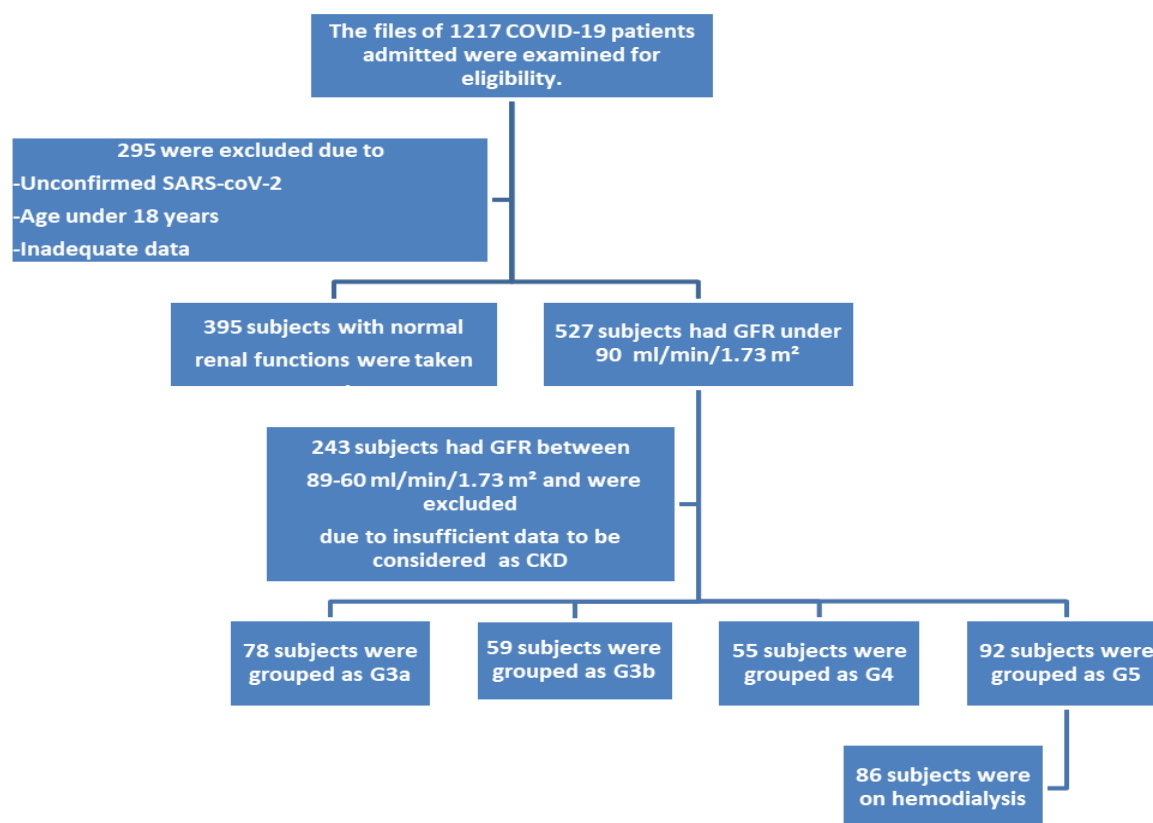 The files of 1217 COVID-19 patients
admitted were examined for
eligibility.
295 were excluded due to
-Unconfirmed SARS-coV-2
-Age under 18 years
-Inadequate data
395 subjects with normal
renal functions were taken
527 subjects had GFR under
90 ml/min/1.73 m²
243 subjects had GFR between
89-60 ml/min/1.73 m² and were
excluded
due to insufficient data to be
considered as CKD
78 subjects were
grouped as G3a
59 subjects were
grouped as G3b
55 subjects were
grouped as G4
92 subjects were
grouped as G5
86 subjects were
on hemodialysis